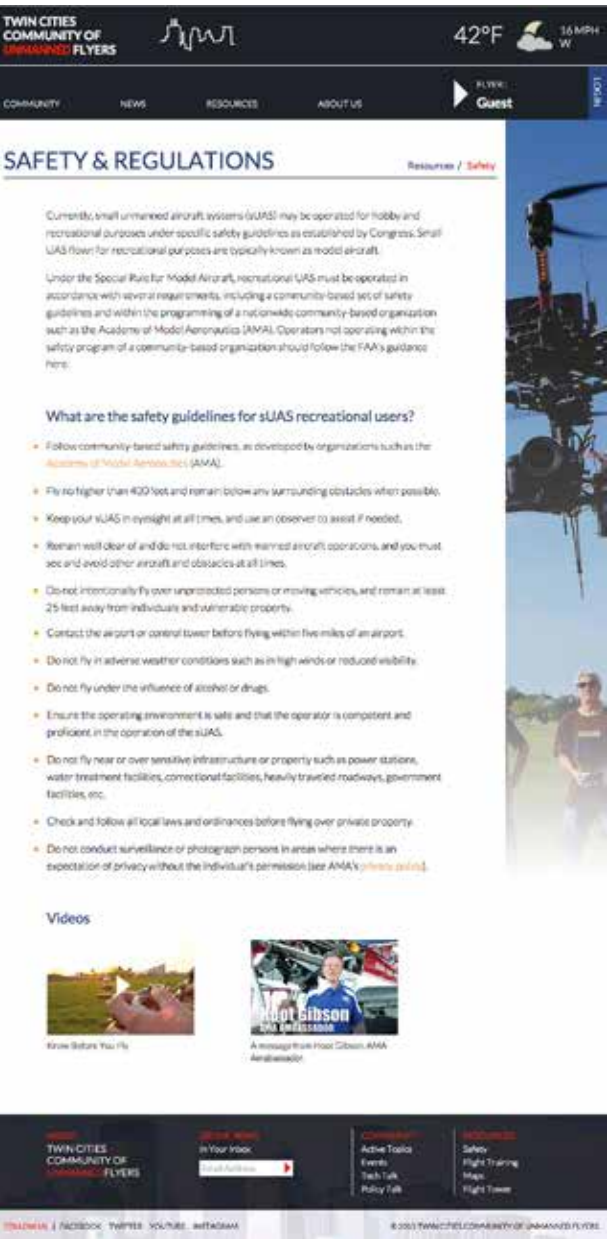 TWIN CITIES
COMMUNITY OF
UNMANNED FLYERS
42°F
16 MPH
W
COMMUNITY
NEWS
RESOURCES
ABOUT US
FLYER:
Guest
LOGIN
SAFETY & REGULATIONS
Resources / Safety
Currently, small unmanned aircraft systems (sUAS) may be operated for hobby and
recreational purposes under specific safety guidelines as established by Congress. Small
UAS flown for recreational purposes are typically known as model aircraft.
Under the Special Rule for Model Aircraft, recreational UAS must be operated in
accordance with several requirements, including a community-based set of safety
guidelines and within the programming of a nationwide community-based organization
such as the Academy of Model Aeronautics (AMA). Operators not operating within the
safety program of a community-based organization should follow the FAA's guidance
here.
What are the safety guidelines for sUAS recreational users?
Follow community-based safety guidelines, as developed by organizations such as the
Academy of Model Aeronautics (AMA).
Fly no higher than 400 feet and remain below any surrounding obstacles when possible.
Keep your sUAS in eyesight at all times, and use an observer to assist if needed.
Remain well clear of and do not interfere with manned aircraft operations, and you must
see and avoid other aircraft and obstacles at all times.
Do not intentionally fly over unprotected persons or moving vehicles, and remain at least
25 feet away from individuals and vulnerable property.
Contact the airport or control tower before flying within five miles of an airport.
Do not fly in adverse weather conditions such as in high winds or reduced visibility.
Do not fly under the influence of alcohol or drugs.
Ensure the operating environment is safe and that the operator is competent and
proficient in the operation of the sUAS.
Do not fly near or over sensitive infrastructure or property such as power stations,
water treatment facilities, correctional facilities, heavily traveled roadways, government
facilities, etc.
Check and follow all local laws and ordinances before flying over private property.
Do not conduct surveillance or photograph persons in areas where there is an
expectation of privacy without the individual's permission (see AMA's privacy policy).
Videos
Hoot Gibson
AMA AMBASSADOR
Know Before You Fly
A message from Hoot Gibson, AMA
Ambassador
TWIN CITIES
COMMUNITY OF
UNMANNED FLYERS
In Your Inbox
Email Address
COMMUNITY
Active Topics
Events
Tech Talk
Policy Talk
RESOURCES
Safety
Flight Training
Maps
Flight Tower
FOLLOW US | FACEBOOK TWITTER YOUTUBE INSTAGRAM
TWIN CITIES COMMUNITY OF UNMANNED FLYERS